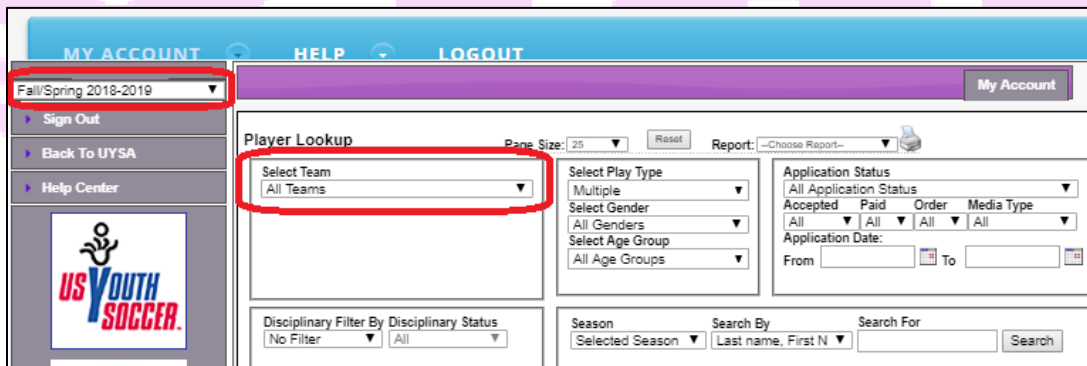 MY ACCOUNT HELP LOGOUT
Fall/Spring 2018-2019
My Account
Sign Out
Back To UYSA
Help Center
US YOUTH
SOCCER.
Player Lookup Page Size: 25 Reset Report: --Choose Report--
Select Team
All Teams
Select Play Type
Multiple
Select Gender
All Genders
Select Age Group
All Age Groups
Application Status
All Application Status
Accepted Paid Order Media Type
All All All All
Application Date:
From To
Disciplinary Filter By Disciplinary Status
No Filter All
Season Search By Search For
Selected Season Last name, First N Search